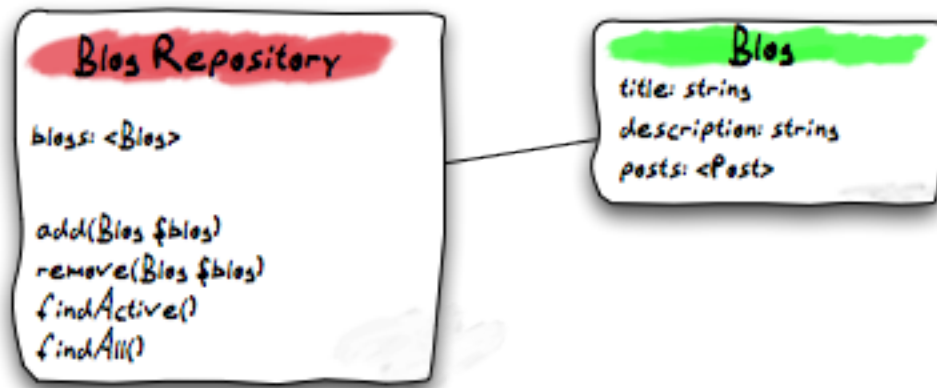 Blog Repository
blogs: <Blog>
add(Blog $blog)
remove(Blog $blog)
findActive()
findAll()
Blog
title: string
description: string
posts: <Post>